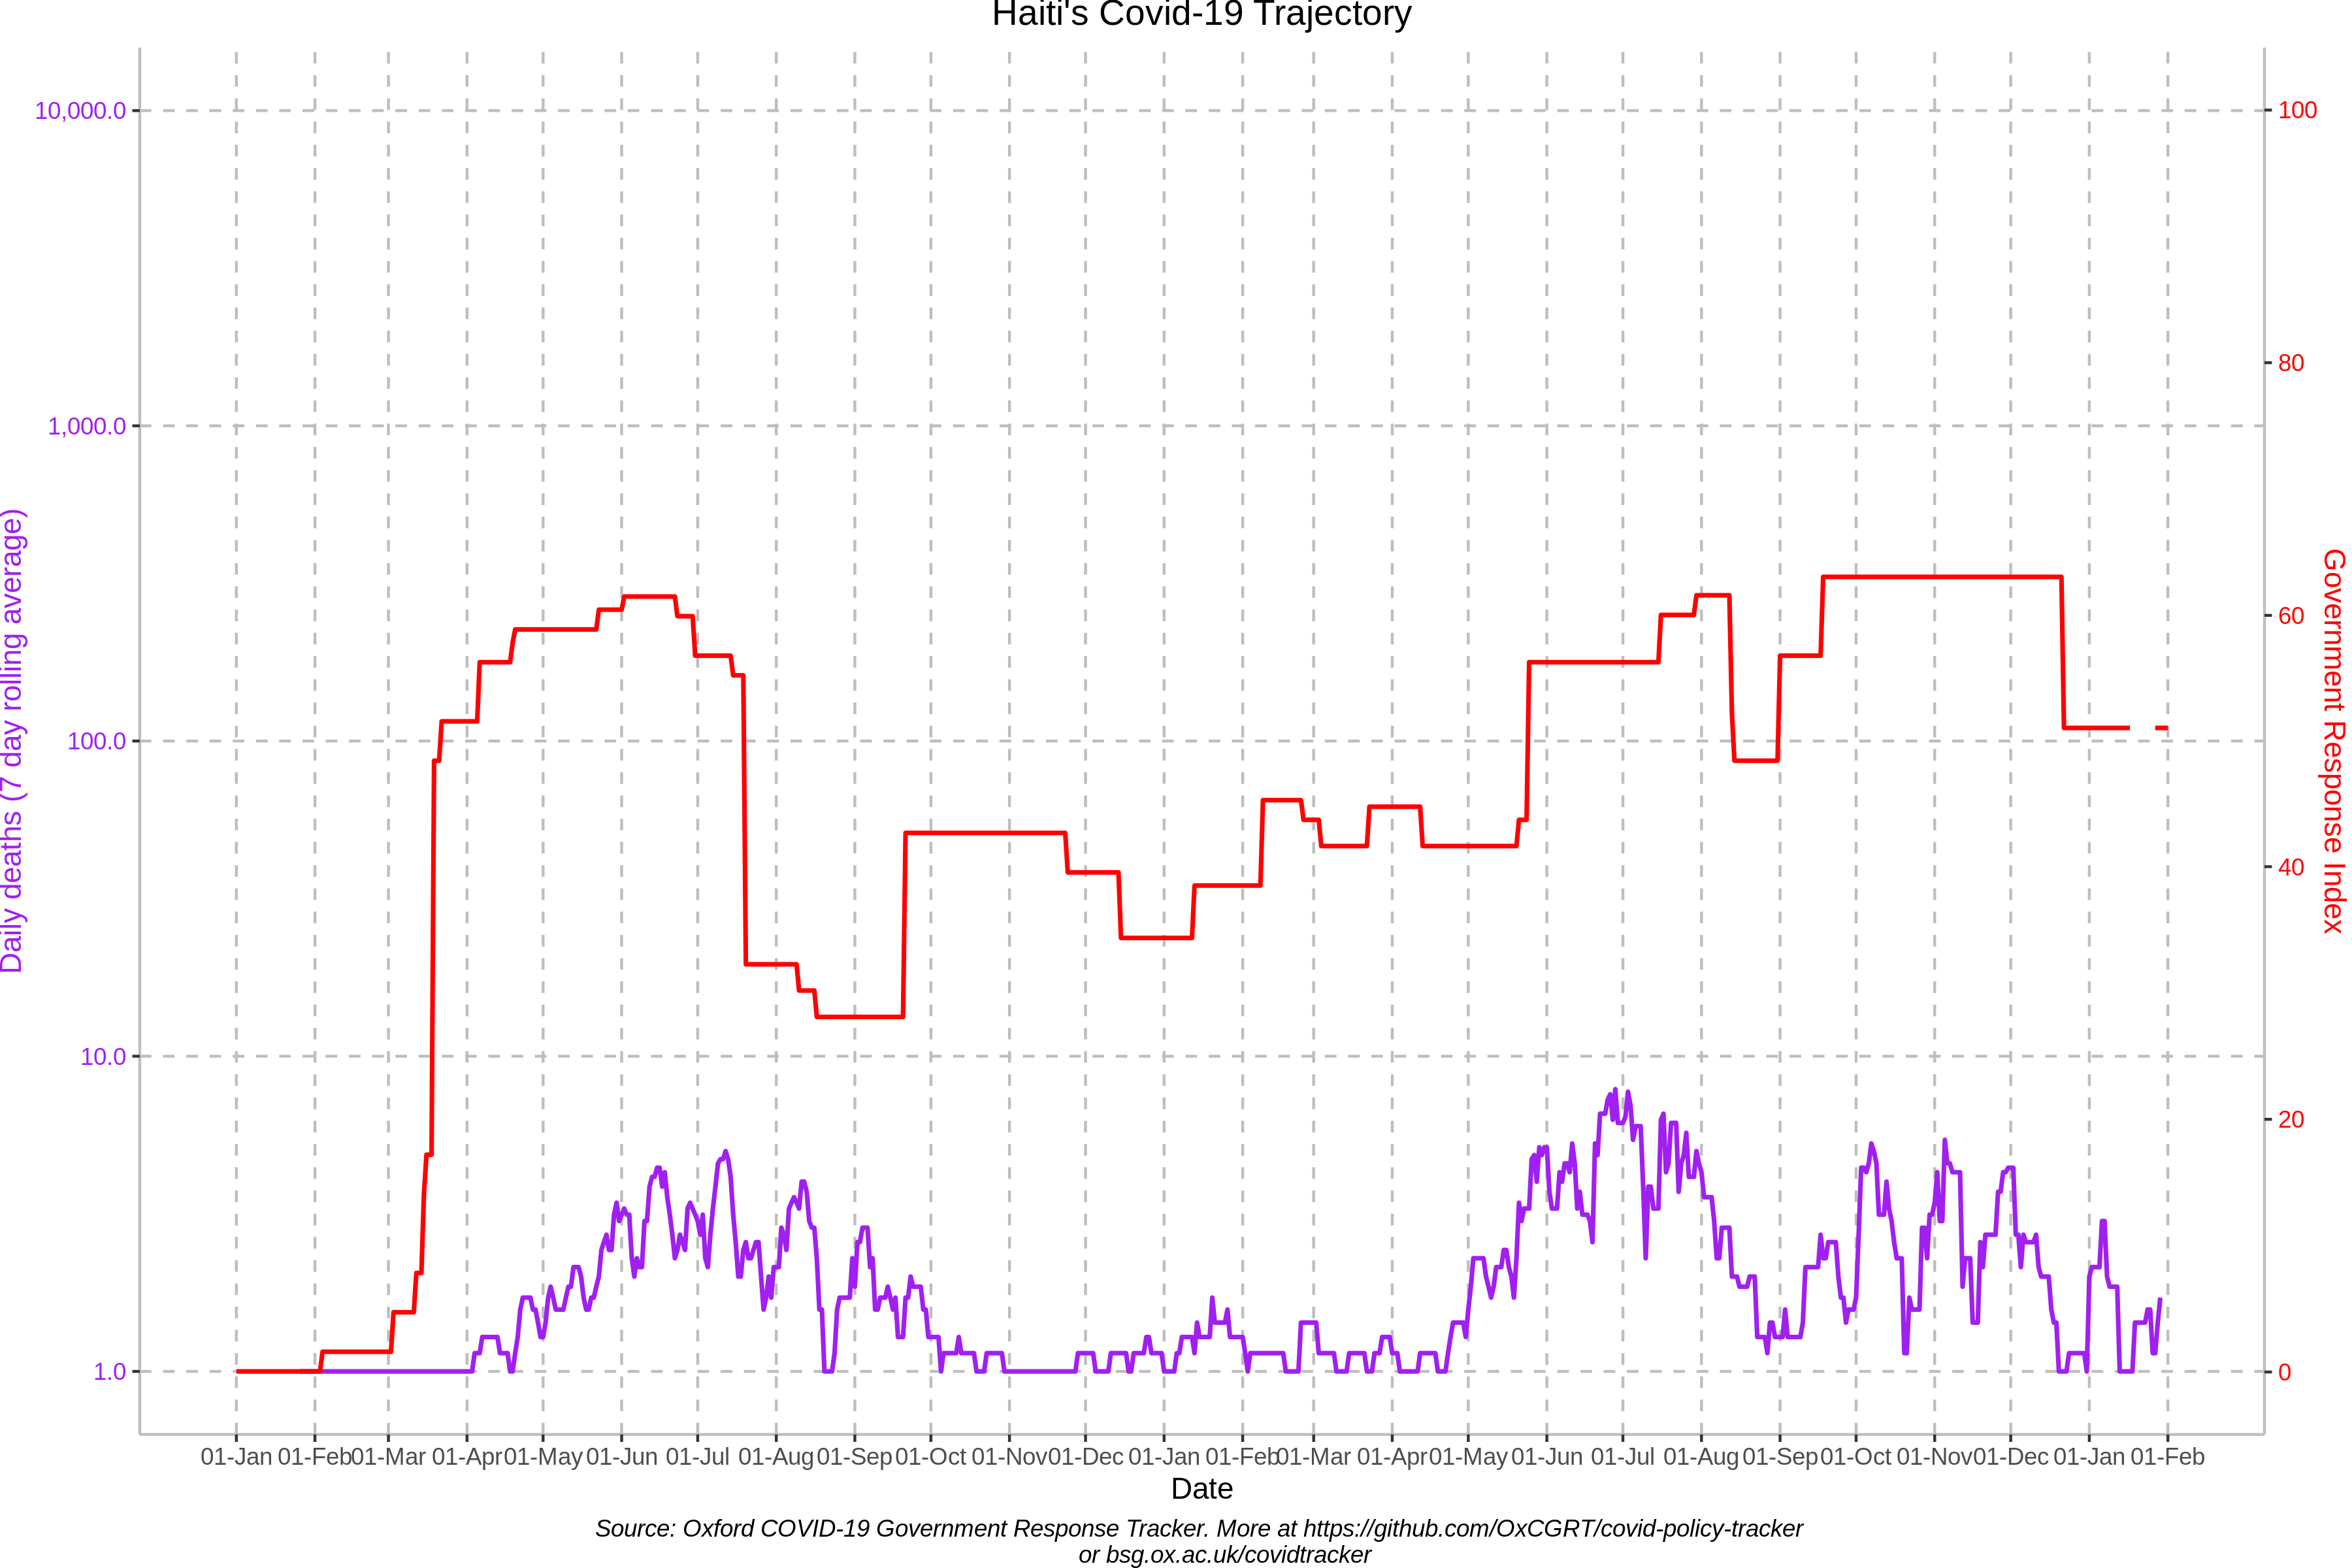 Haiti's Covid-19 Trajectory
10,000.0
1,000.0
100.0
10.0
1.0
Daily deaths (7 day rolling average)
100
80
60
40
20
0
Government Response Index
01-Jan 01-Feb 01-Mar 01-Apr 01-May 01-Jun 01-Jul 01-Aug 01-Sep 01-Oct 01-Nov 01-Dec 01-Jan 01-Feb 01-Mar 01-Apr 01-May 01-Jun 01-Jul 01-Aug 01-Sep 01-Oct 01-Nov 01-Dec 01-Jan 01-Feb
Date
Source: Oxford COVID-19 Government Response Tracker. More at https://github.com/OxCGRT/covid-policy-tracker
or bsg.ox.ac.uk/covidtracker